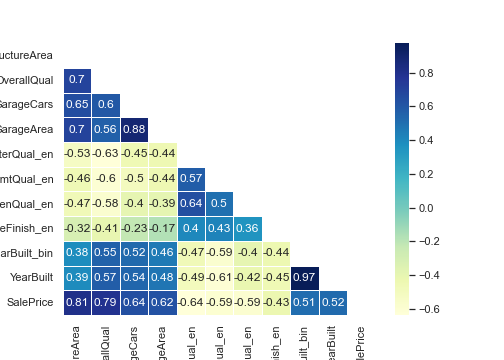 uctureArea
OverallQual
0.7
GarageCars
0.65 0.6
GarageArea
0.7 0.56 0.88
terQual_en
-0.53 -0.63 -0.45 -0.44
mtQual_en
-0.46 -0.6 -0.5 -0.44 0.57
enQual_en
-0.47 -0.58 -0.4 -0.39 0.64 0.5
eFinish_en
-0.32 -0.41 -0.23 -0.17 0.4 0.43 0.36
arBuilt_bin
0.38 0.55 0.52 0.46 -0.47 -0.59 -0.4 -0.44
YearBuilt
0.39 0.57 0.54 0.48 -0.49 -0.61 -0.42 -0.45 0.97
SalePrice
0.81 0.79 0.64 0.62 -0.64 -0.59 -0.59 -0.43 0.51 0.52
reArea
allQual
geCars
geArea
ual_en
ual_en
ual_en
ish_en
uilt_bin
earBuilt
lePrice
0.8
0.6
0.4
0.2
0.0
-0.2
-0.4
-0.6